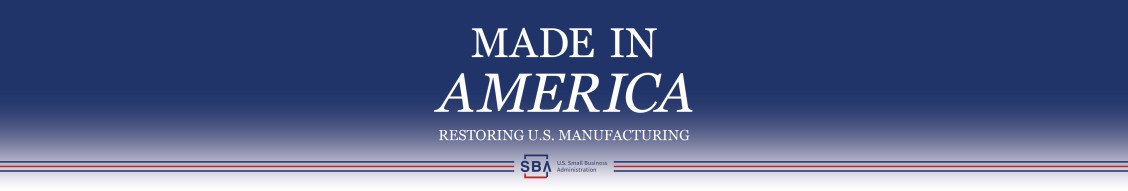 MADE IN
AMERICA
RESTORING U.S. MANUFACTURING
SBA
U.S. Small Business
Administration